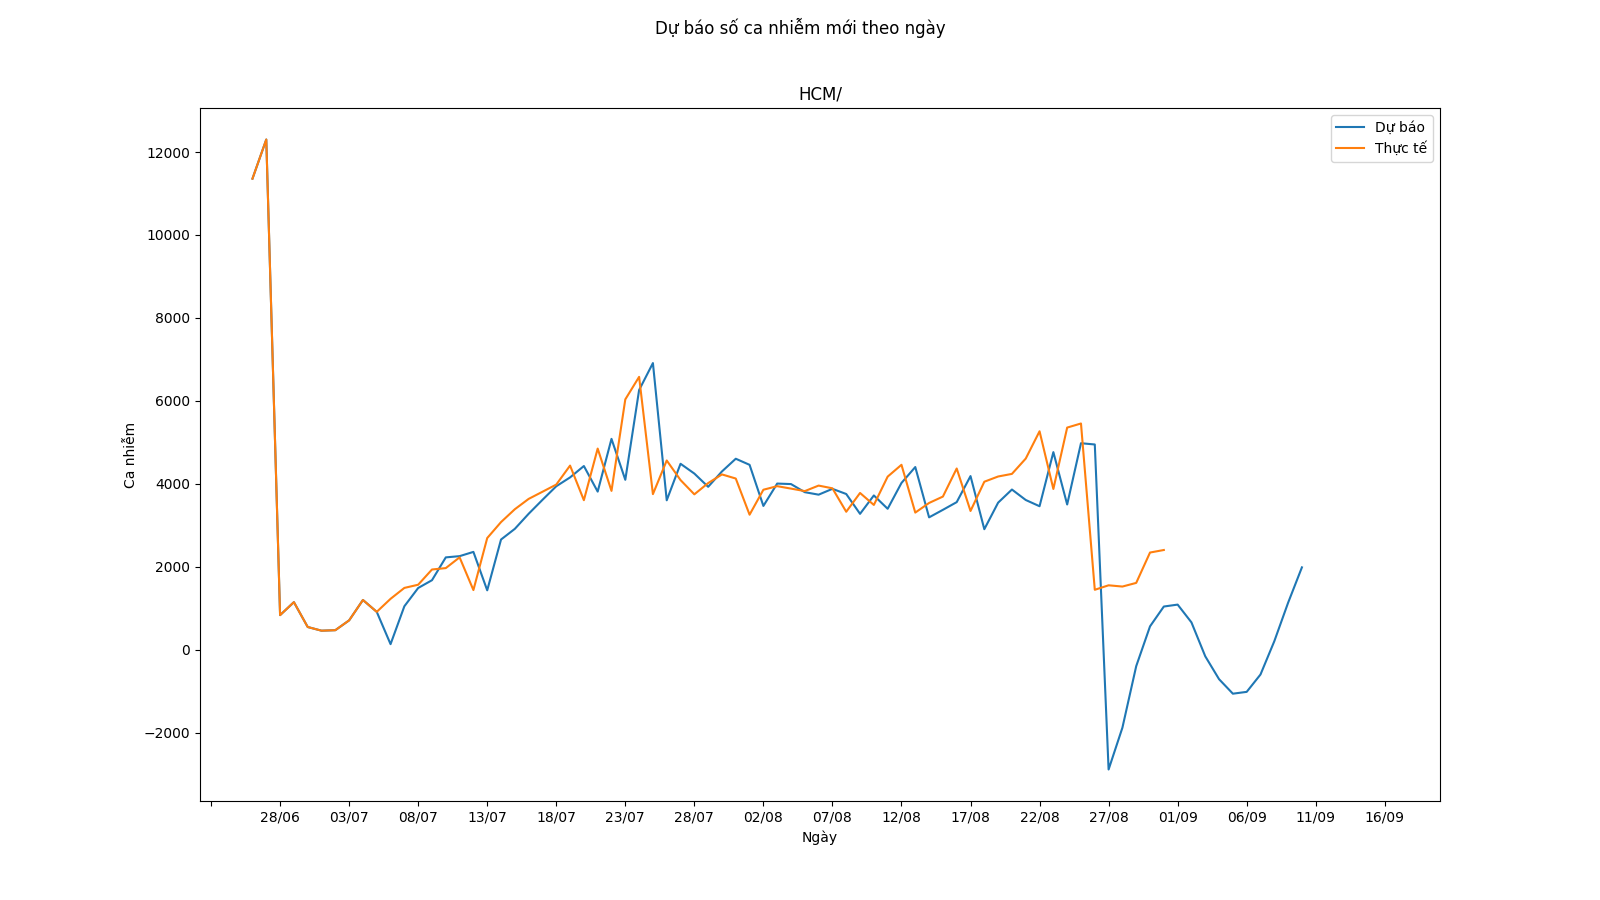 Dự báo số ca nhiễm mới theo ngày
HCM/
Dự báo
Thực tế
12000
10000
8000
6000
4000
2000
0
−2000
Ca nhiễm
28/06 03/07 08/07 13/07 18/07 23/07 28/07 02/08 07/08 12/08 17/08 22/08 27/08 01/09 06/09 11/09 16/09
Ngày